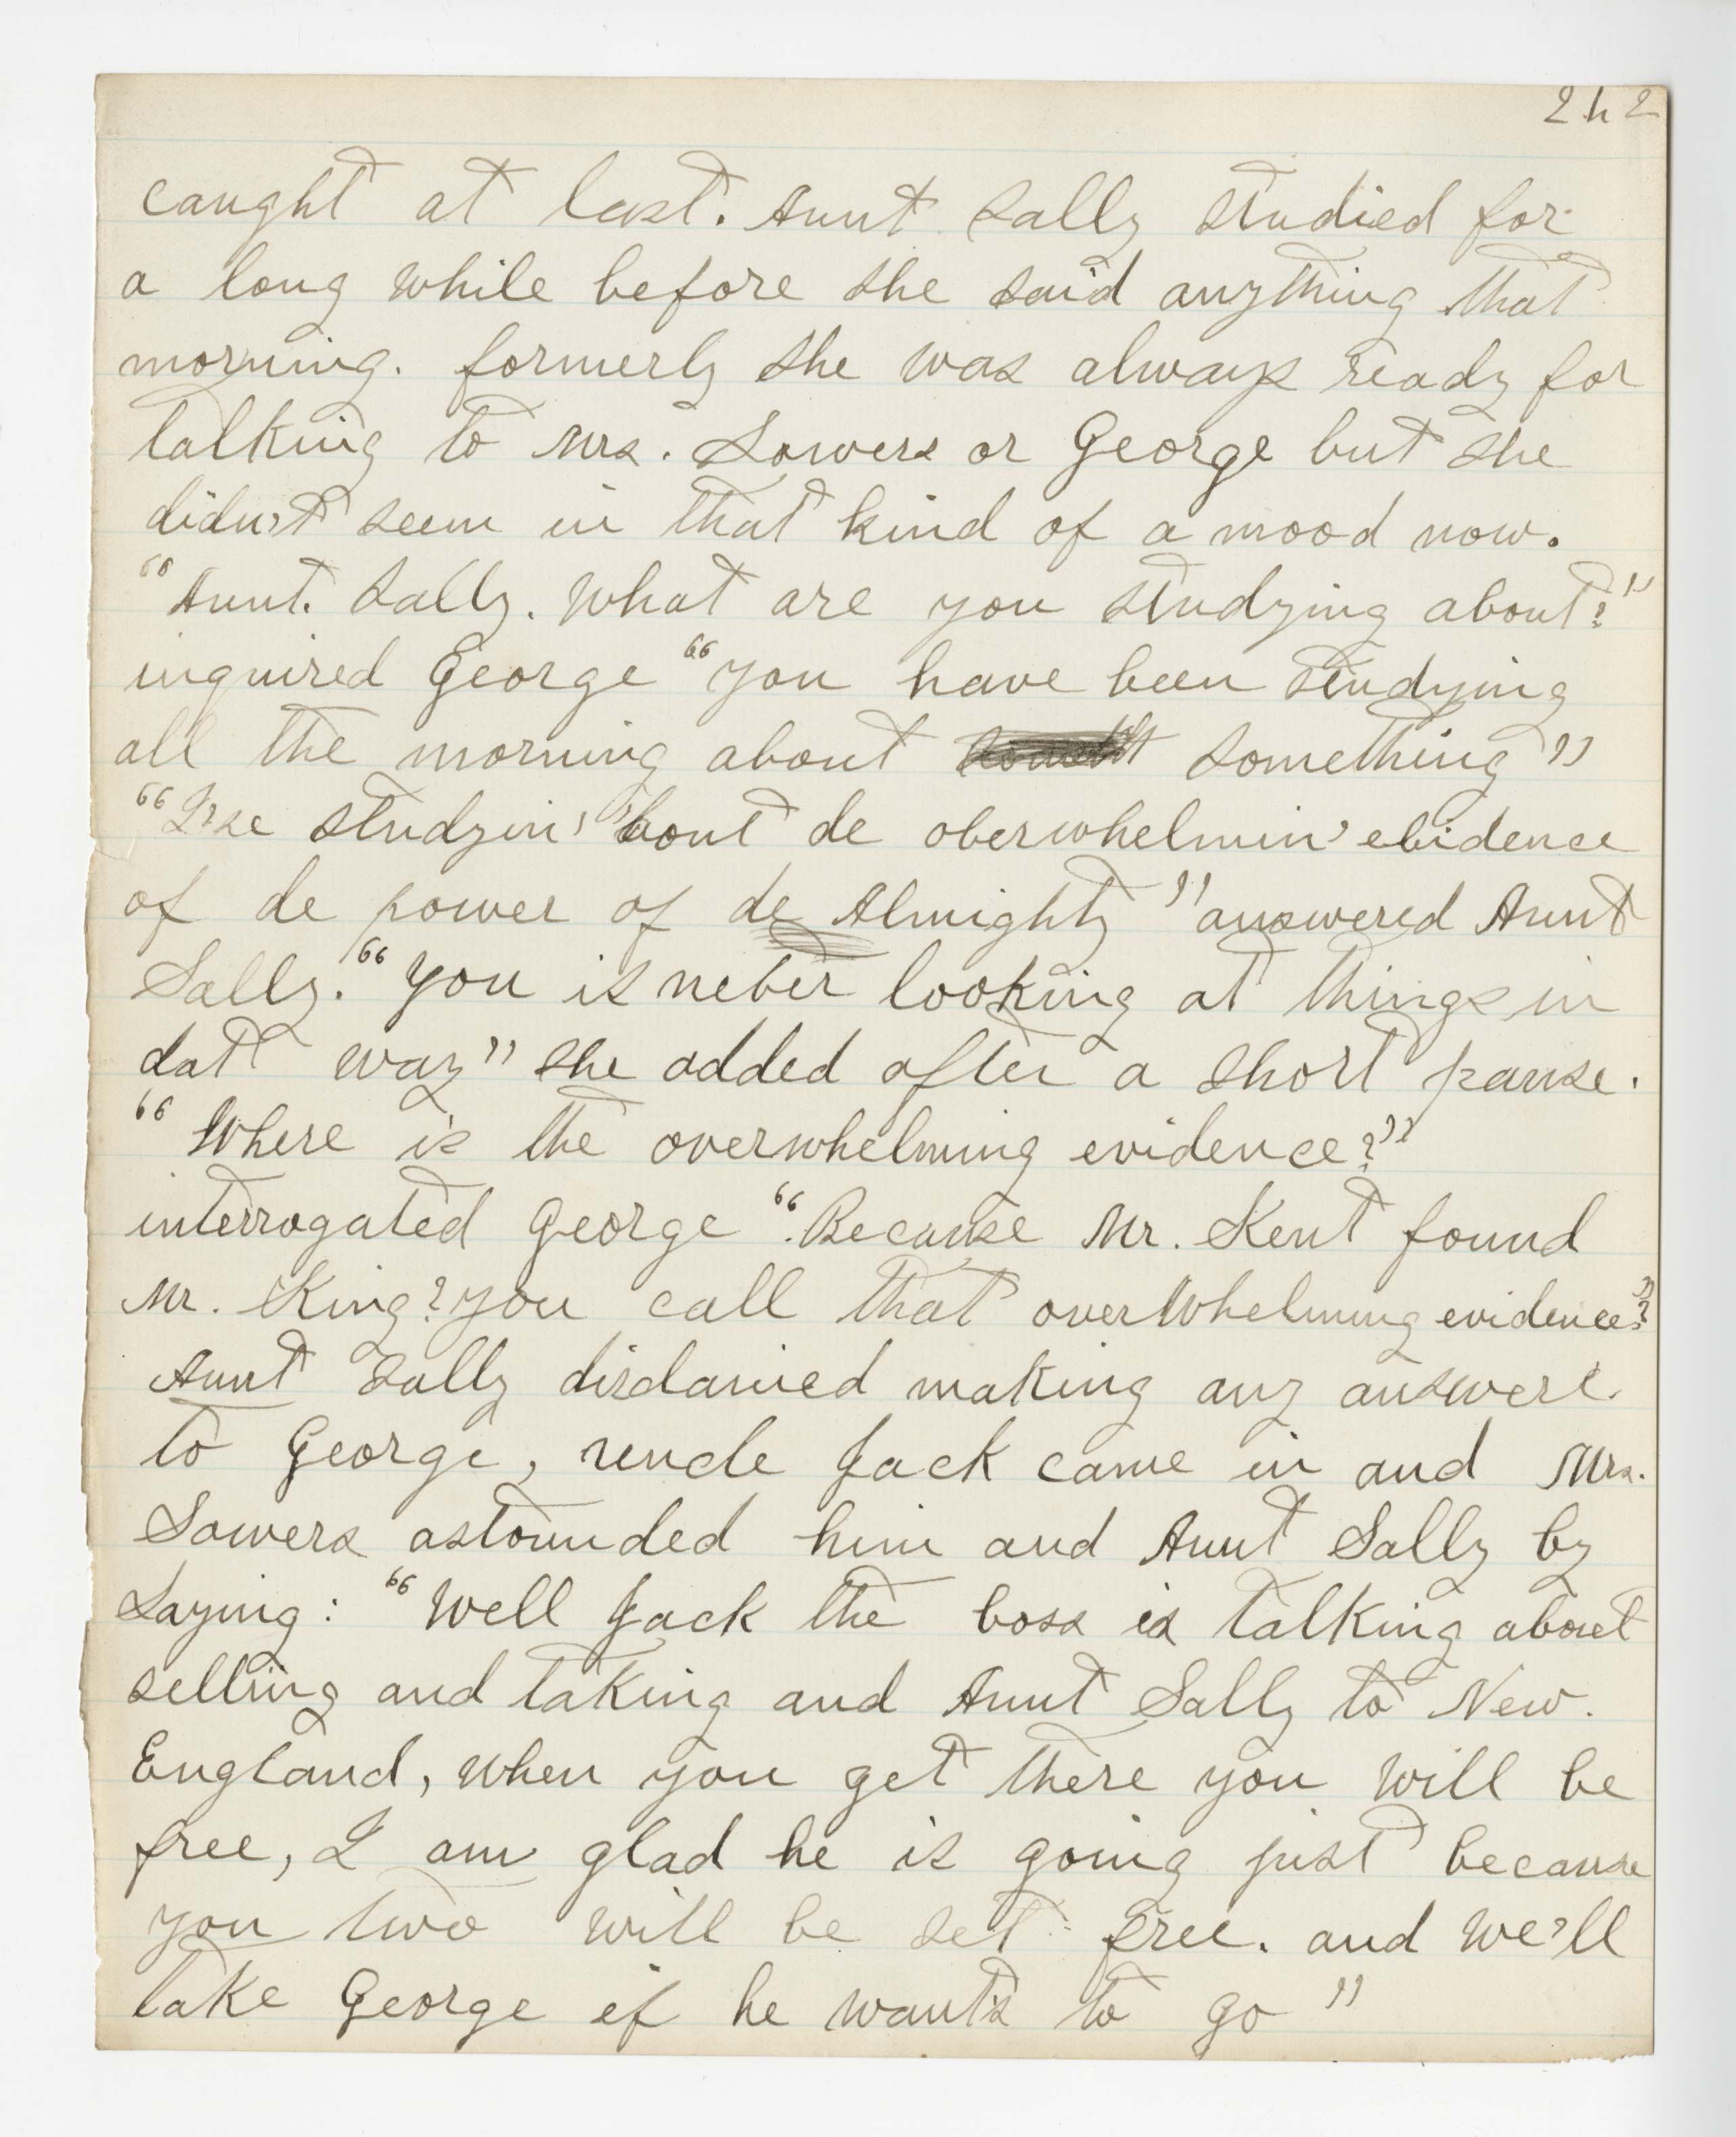 242
caught at last. Aunt Sally studied for
a long while before she said anything that
morning. formerly she was always ready for
talking to Mrs. Sowers or George but she
didn't seem in that kind of a mood now.
"Aunt. Sally. What are you studying about?"
inquired George "you have been studying
all the morning about something"
"I'se studyin' 'bout de oberwhelmin' ebidence
of de power of de Almighty" answered Aunt
Sally. "You is neber looking at things in
dat way" she added after a short pause.
"Where is the overwhelming evidence?"
interrogated George "Because Mr. Kent found
Mr. King? you call that overwhelming evidence?"
Aunt Sally disdanied making any answere
to George, uncle Jack came in and Mrs.
Sowers astounded him and Aunt Sally by
saying: "Well Jack the boss is talking about
selling and taking and Aunt Sally to New.
England, when you get there you will be
free, I am glad he is going just because
you two will be set free. and we'll
take George if he wants to go"